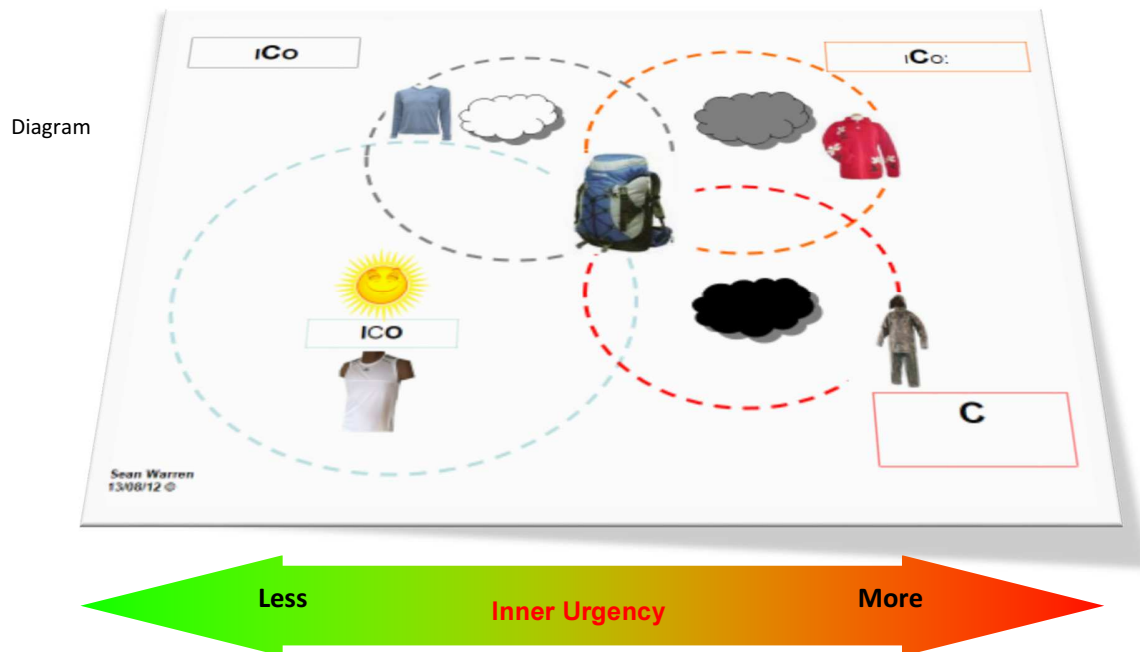 ICO
ICO:
Diagram
ICO
C
Sean Warren
13/08/12 ©
Less
Inner Urgency
More